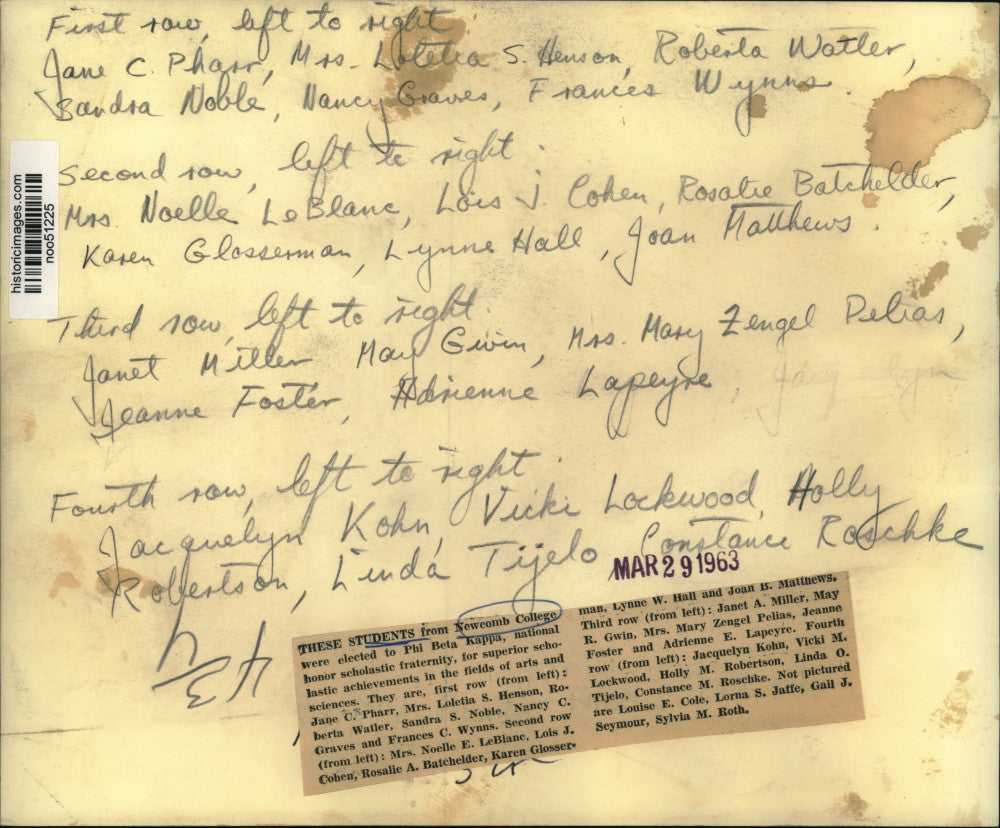 First row, left to right
Jane C. Pharr, Mrs. Loletia S. Henson, Roberta Watler,
Sandra Noble, Nancy Graves, Frances Wynns.
historicimages.com
noo51225
Second row, left to right:
Mrs. Noelle LeBlanc, Lois J. Cohen, Rosalie Batchelder,
Karen Glosserman, Lynne Hall, Joan Matthews.
Third row, left to right.
Janet Miller May Gwin, Mrs. Mary Zengel Pelias,
Jeanne Foster, Adrienne Lapeyre, Jacquelyn
Fourth row, left to right.
Jacquelyn Kohn, Vicki Lockwood, Holly
Robertson, Linda Tijelo Constance Roschke
MAR 29 1963
THESE STUDENTS from Newcomb College
were elected to Phi Beta Kappa, national
honor scholastic fraternity, for superior scho-
lastic achievements in the fields of arts and
sciences. They are, first row (from left):
Jane C. Pharr, Mrs. Loletia S. Henson, Ro-
berta Watler, Sandra S. Noble, Nancy C.
Graves and Frances C. Wynns. Second row
(from left): Mrs. Noelle E. LeBlanc, Lois J.
Cohen, Rosalie A. Batchelder, Karen Glosser-
man, Lynne W. Hall and Joan B. Matthews.
Third row (from left): Janet A. Miller, May
R. Gwin, Mrs. Mary Zengel Pelias, Jeanne
Foster and Adrienne E. Lapeyre. Fourth
row (from left): Jacquelyn Kohn, Vicki M.
Lockwood, Holly M. Robertson, Linda O.
Tijelo, Constance M. Roschke. Not pictured
are Louise E. Cole, Lorna S. Jaffe, Gail J.
Seymour, Sylvia M. Roth.